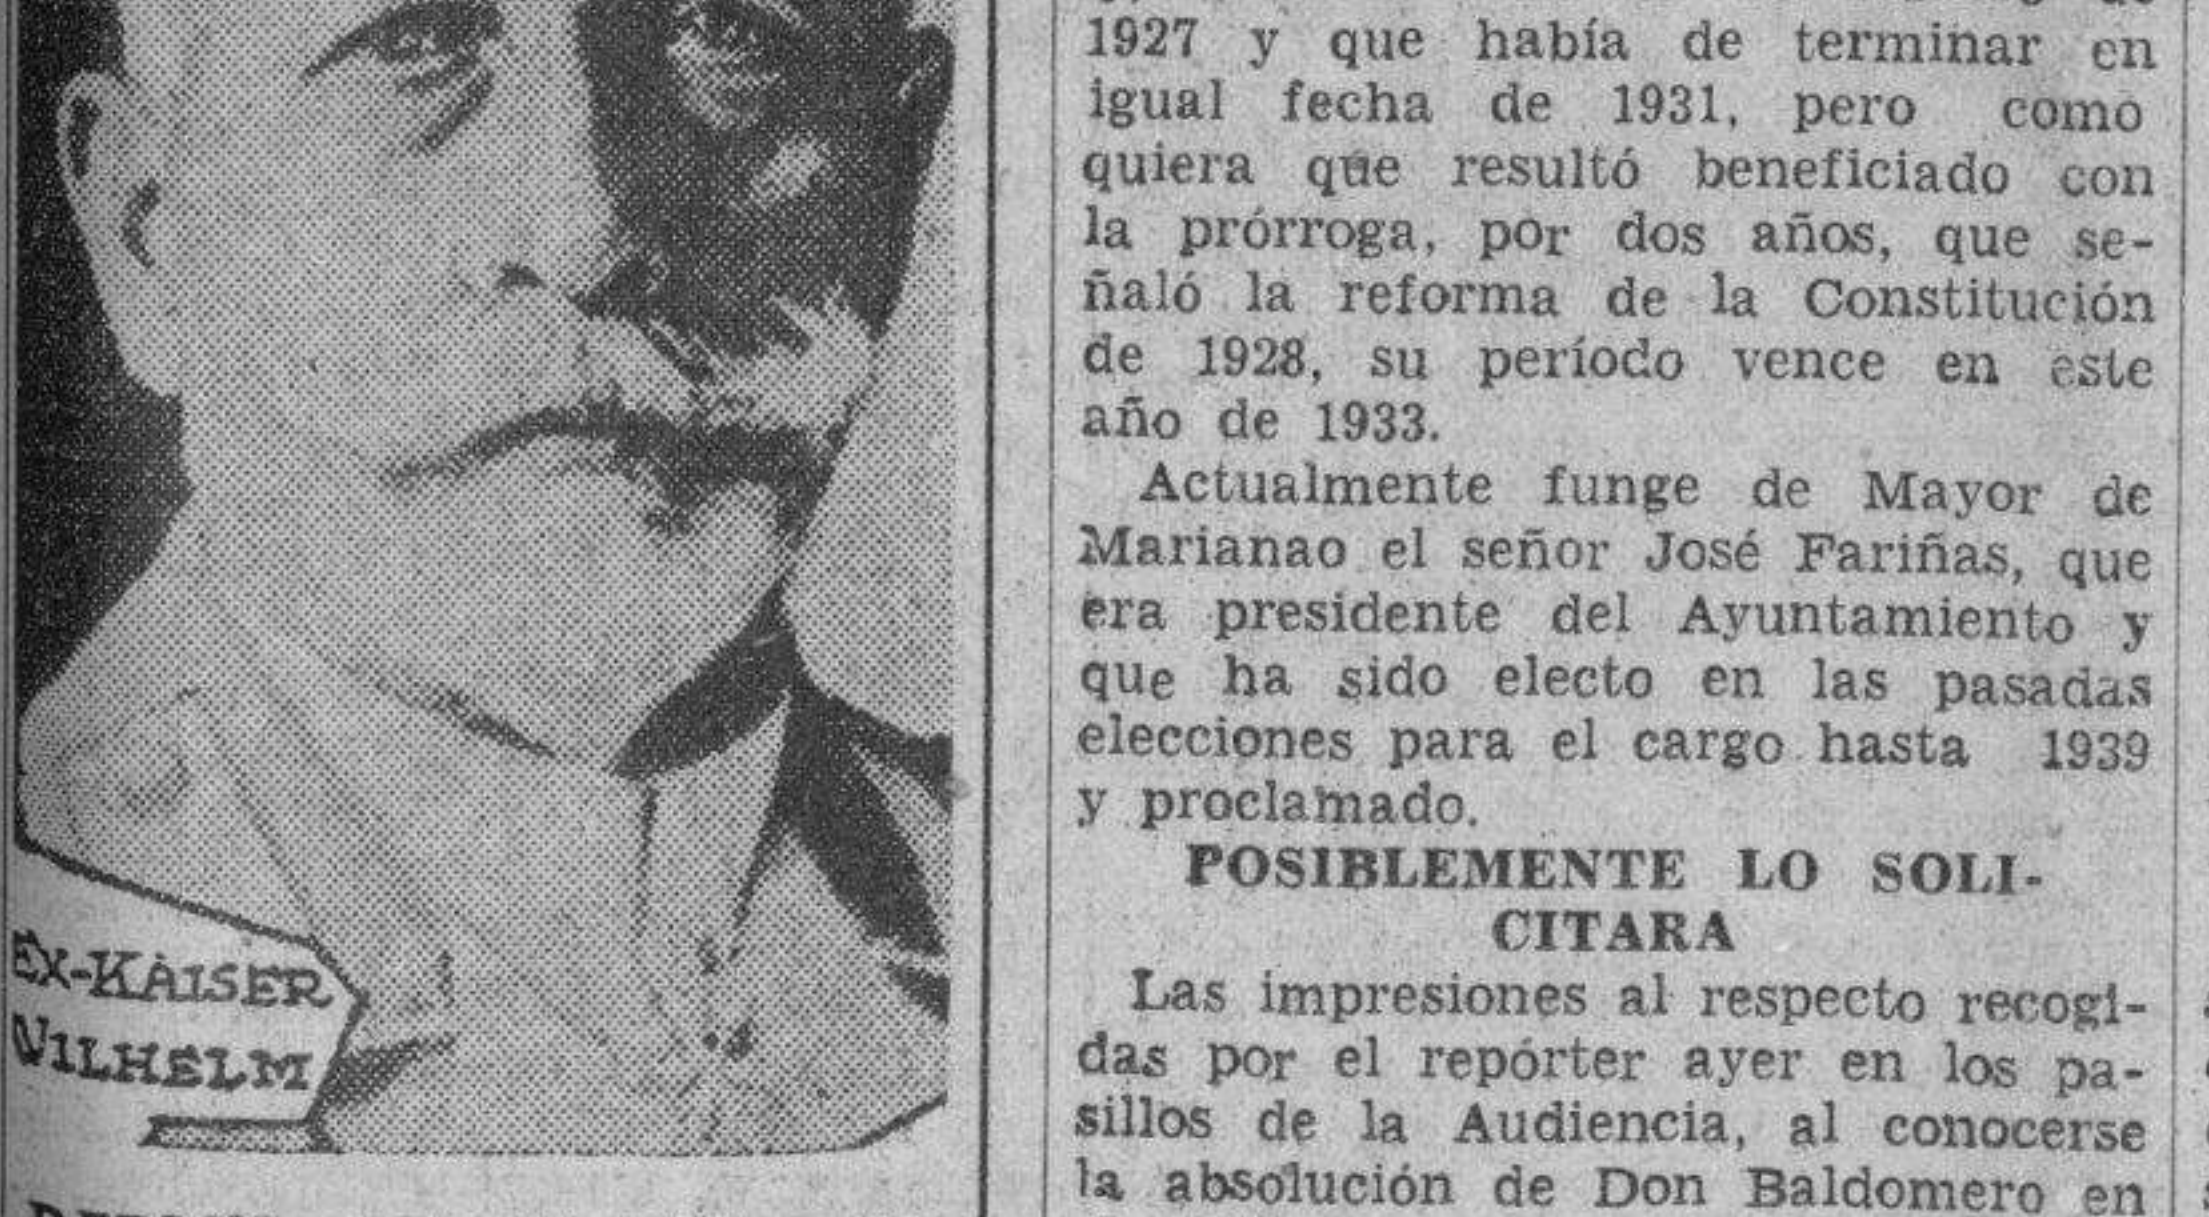 EX-KAISER
WILHELM
1927 y que había de terminar en
igual fecha de 1931, pero como
quiera que resultó beneficiado con
la prórroga, por dos años, que se-
ñaló la reforma de la Constitución
de 1928, su período vence en este
año de 1933.
Actualmente funge de Mayor de
Marianao el señor José Fariñas, que
era presidente del Ayuntamiento y
que ha sido electo en las pasadas
elecciones para el cargo hasta 1939
y proclamado.
POSIBLEMENTE LO SOLI-
CITARA
Las impresiones al respecto recogi-
das por el repórter ayer en los pa-
sillos de la Audiencia, al conocerse
la absolución de Don Baldomero en